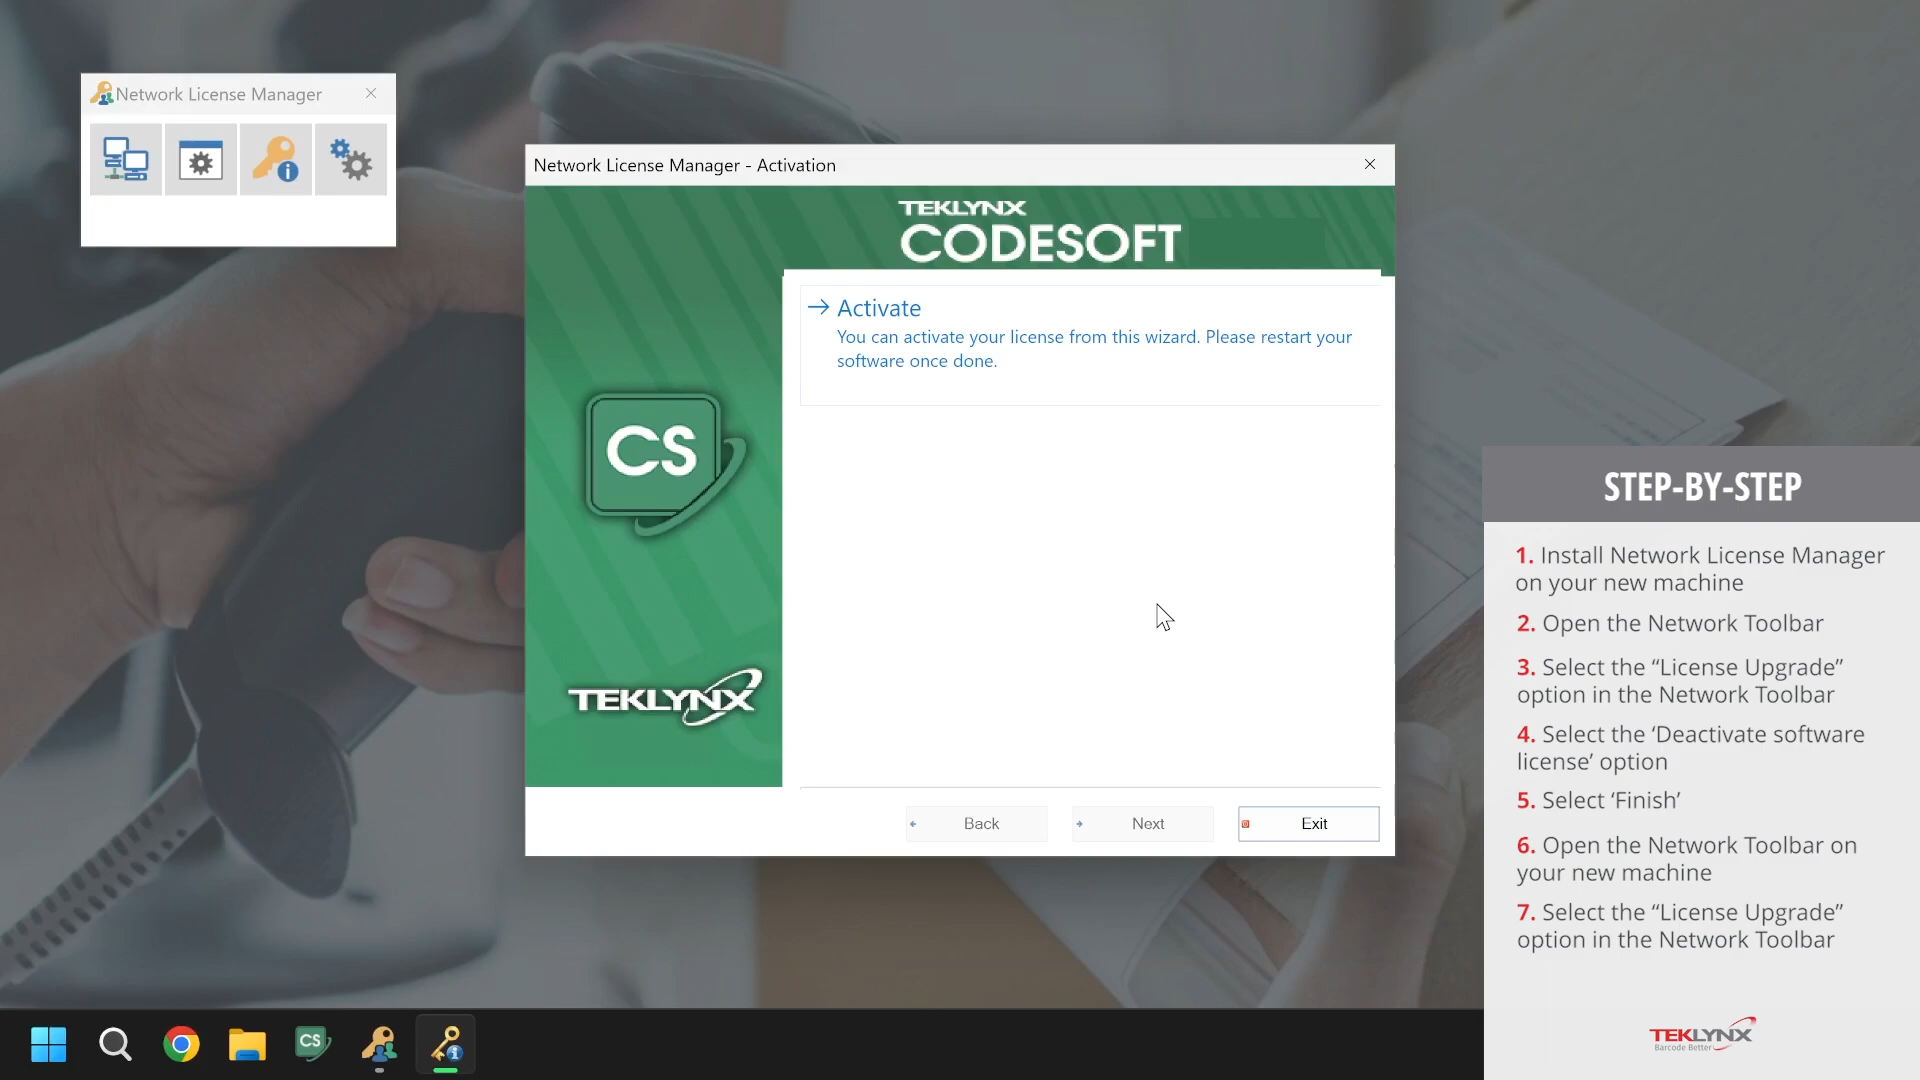 Network License Manager
Network License Manager - Activation
TEKLYNX
CODESOFT
Activate
You can activate your license from this wizard. Please restart your
software once done.
CS
TEKLYNX
Back
Next
Exit
STEP-BY-STEP
1. Install Network License Manager
on your new machine
2. Open the Network Toolbar
3. Select the “License Upgrade”
option in the Network Toolbar
4. Select the ‘Deactivate software
license’ option
5. Select ‘Finish’
6. Open the Network Toolbar on
your new machine
7. Select the “License Upgrade”
option in the Network Toolbar
TEKLYNX
Barcode Better
CS